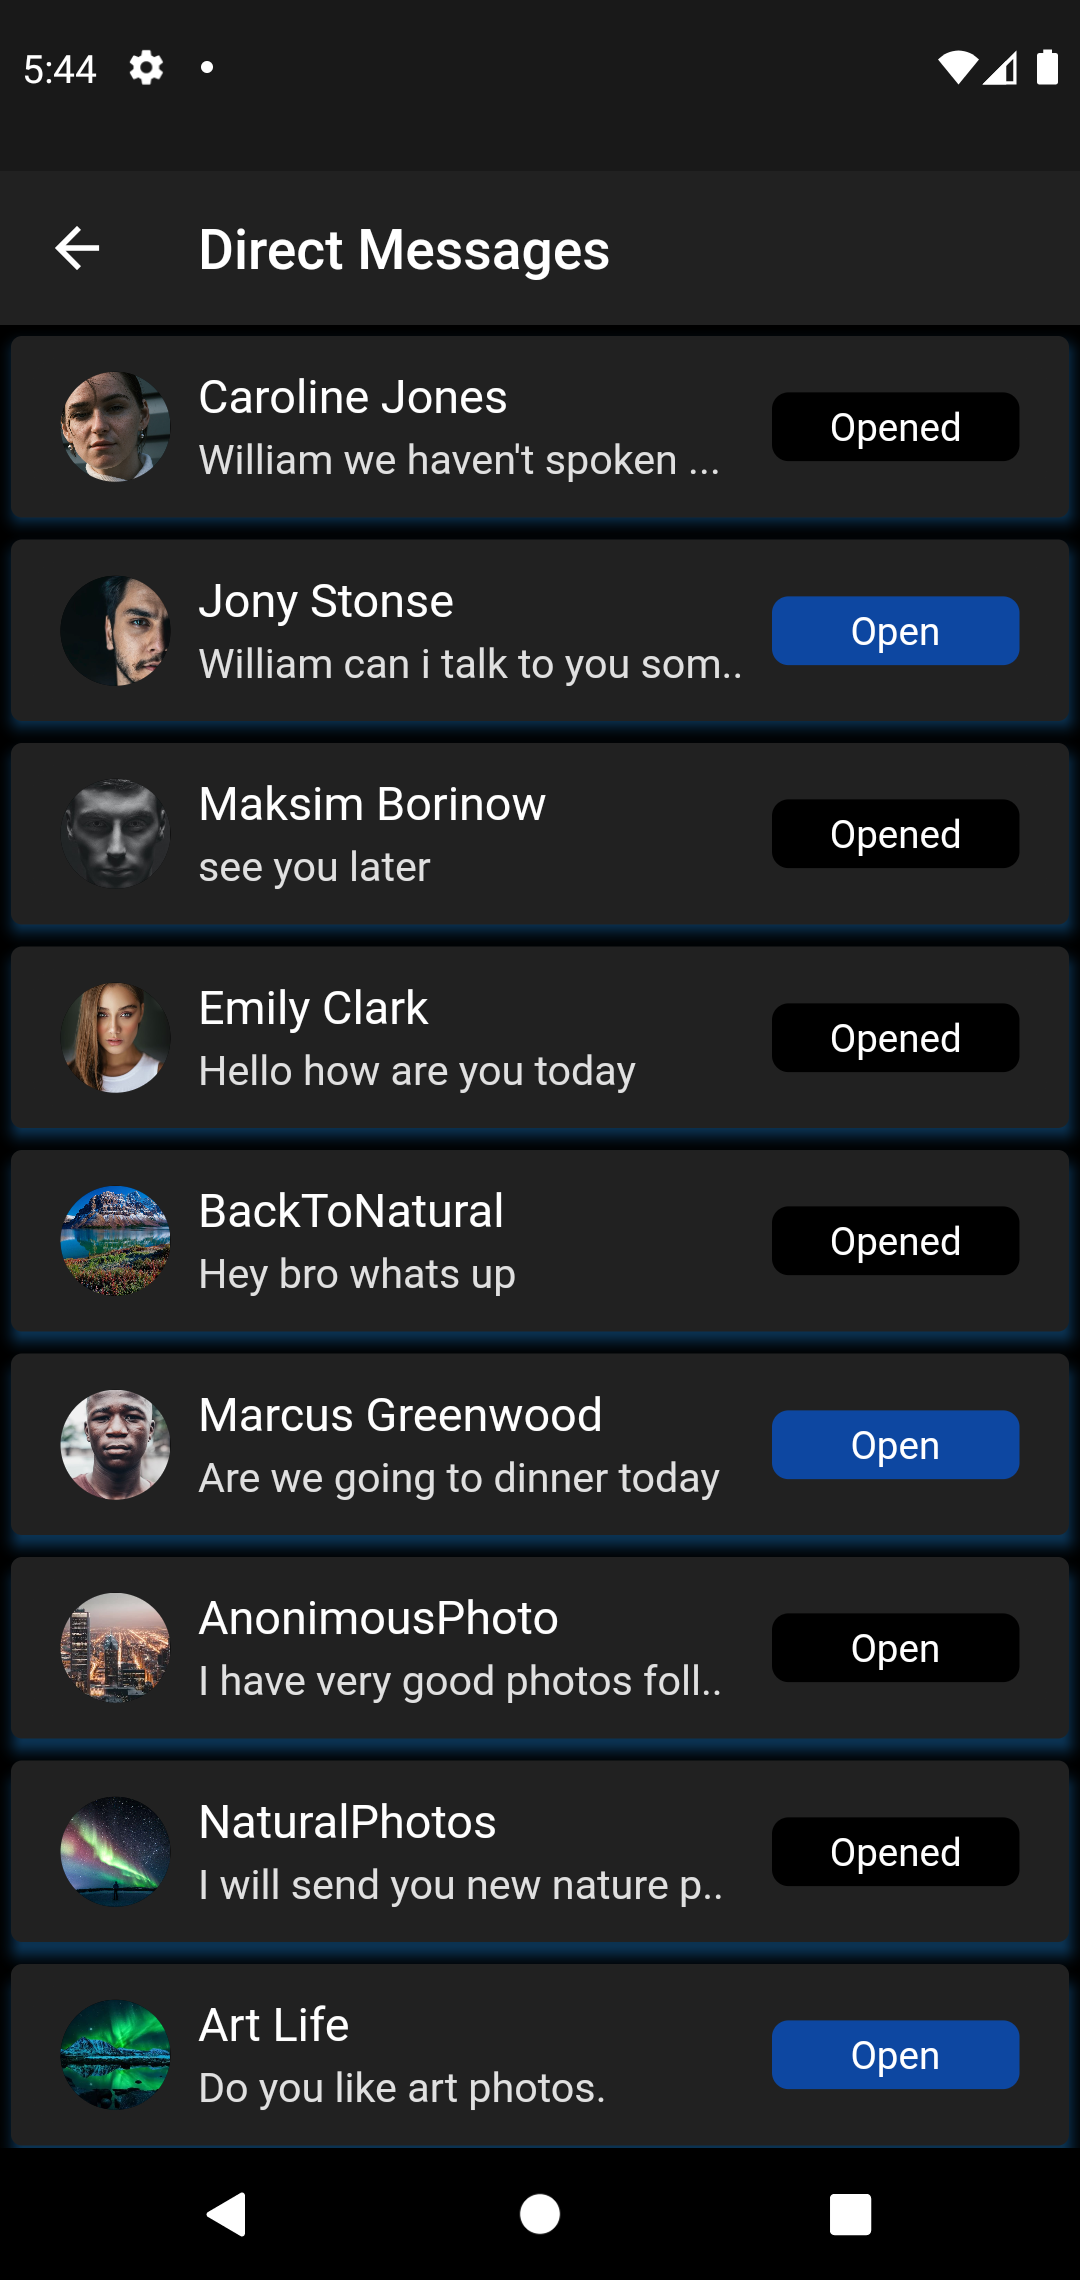 5:44
Direct Messages
Caroline Jones
William we haven't spoken ...
Opened
Jony Stonse
William can i talk to you som..
Open
Maksim Borinow
see you later
Opened
Emily Clark
Hello how are you today
Opened
BackToNatural
Hey bro whats up
Opened
Marcus Greenwood
Are we going to dinner today
Open
AnonimousPhoto
I have very good photos foll..
Open
NaturalPhotos
I will send you new nature p..
Opened
Art Life
Do you like art photos.
Open